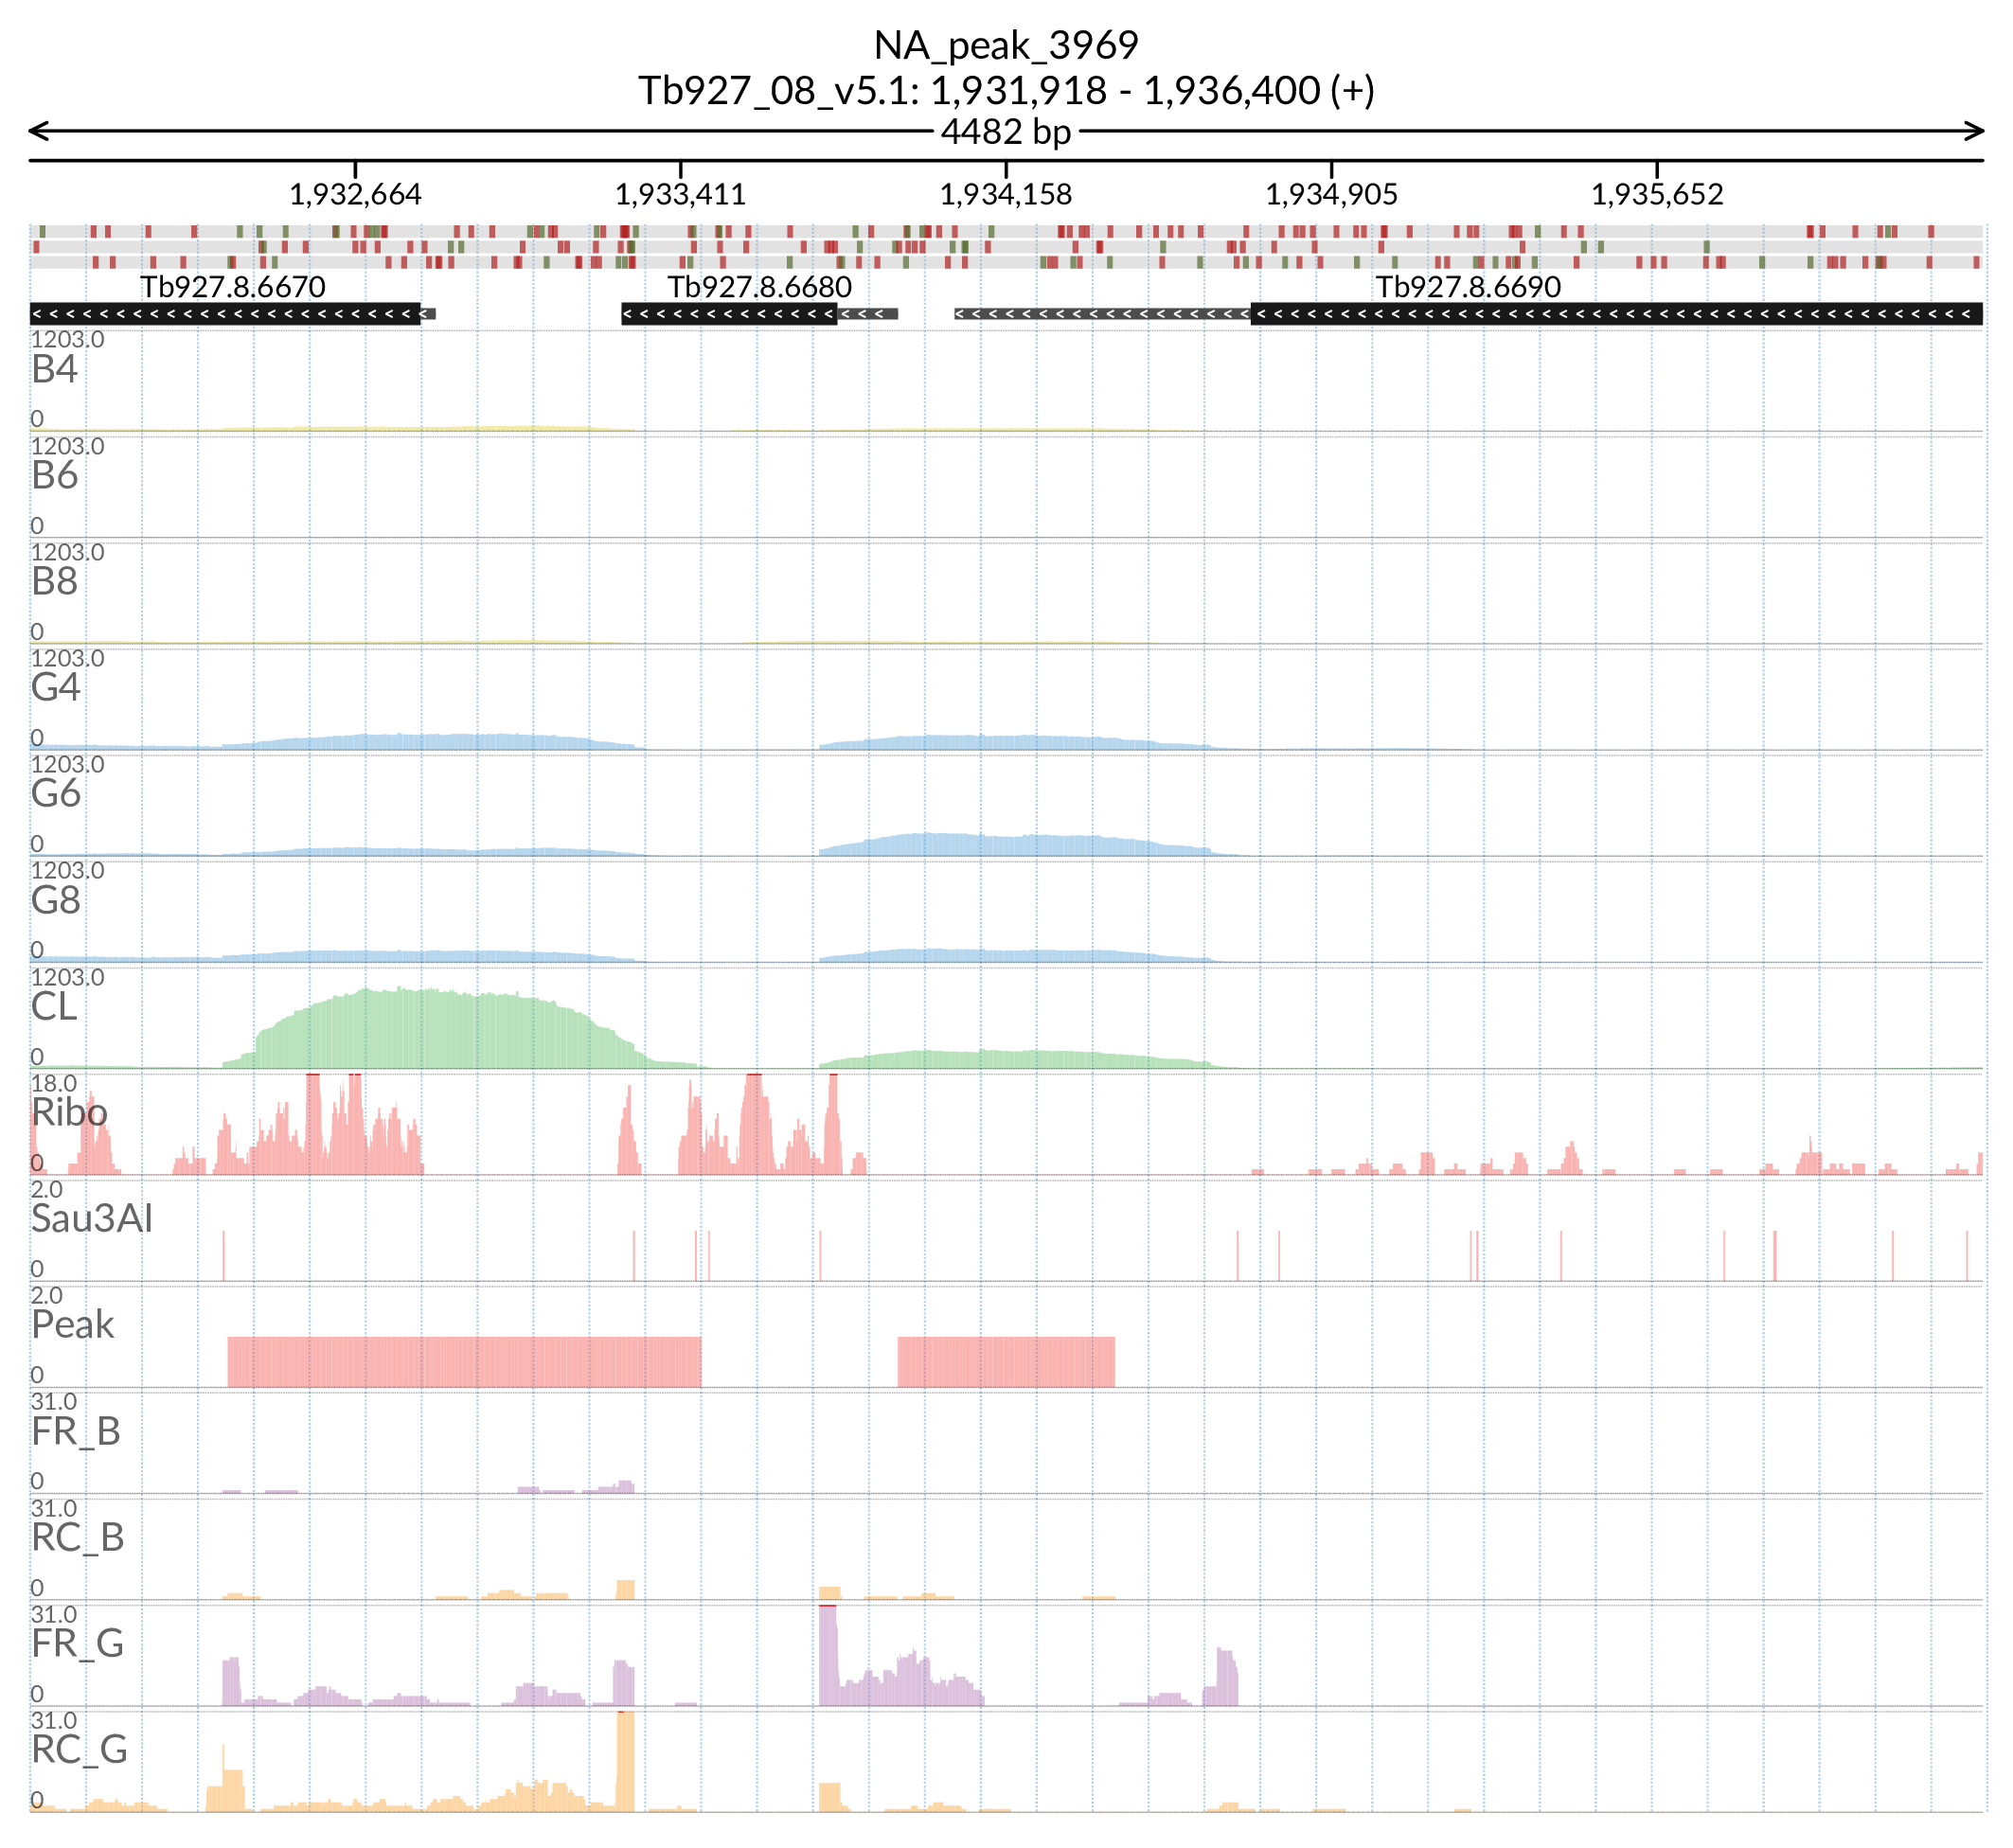 NA_peak_3969
Tb927_08_v5.1: 1,931,918 - 1,936,400 (+)
4482 bp
1,932,664 1,933,411 1,934,158 1,934,905 1,935,652
Tb927.8.6670 Tb927.8.6680 Tb927.8.6690
1203.0
B4
0
1203.0
B6
0
1203.0
B8
0
1203.0
G4
0
1203.0
G6
0
1203.0
G8
0
1203.0
CL
0
18.0
Ribo
0
2.0
Sau3AI
0
2.0
Peak
0
31.0
FR_B
0
31.0
RC_B
0
31.0
FR_G
0
31.0
RC_G
0